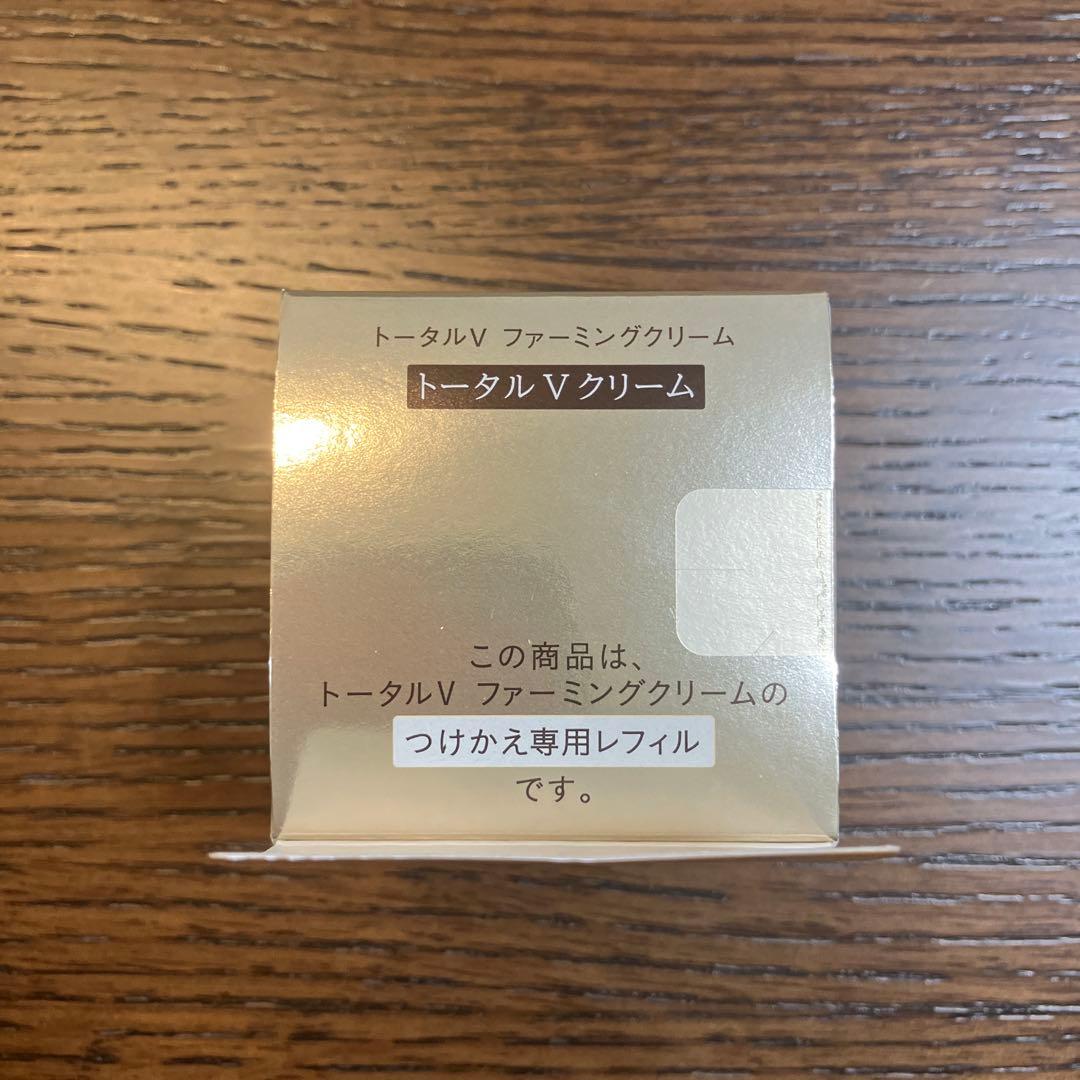 トータルV ファーミングクリーム
トータルVクリーム
この商品は、
トータルV ファーミングクリームの
つけかえ専用レフィル
です。